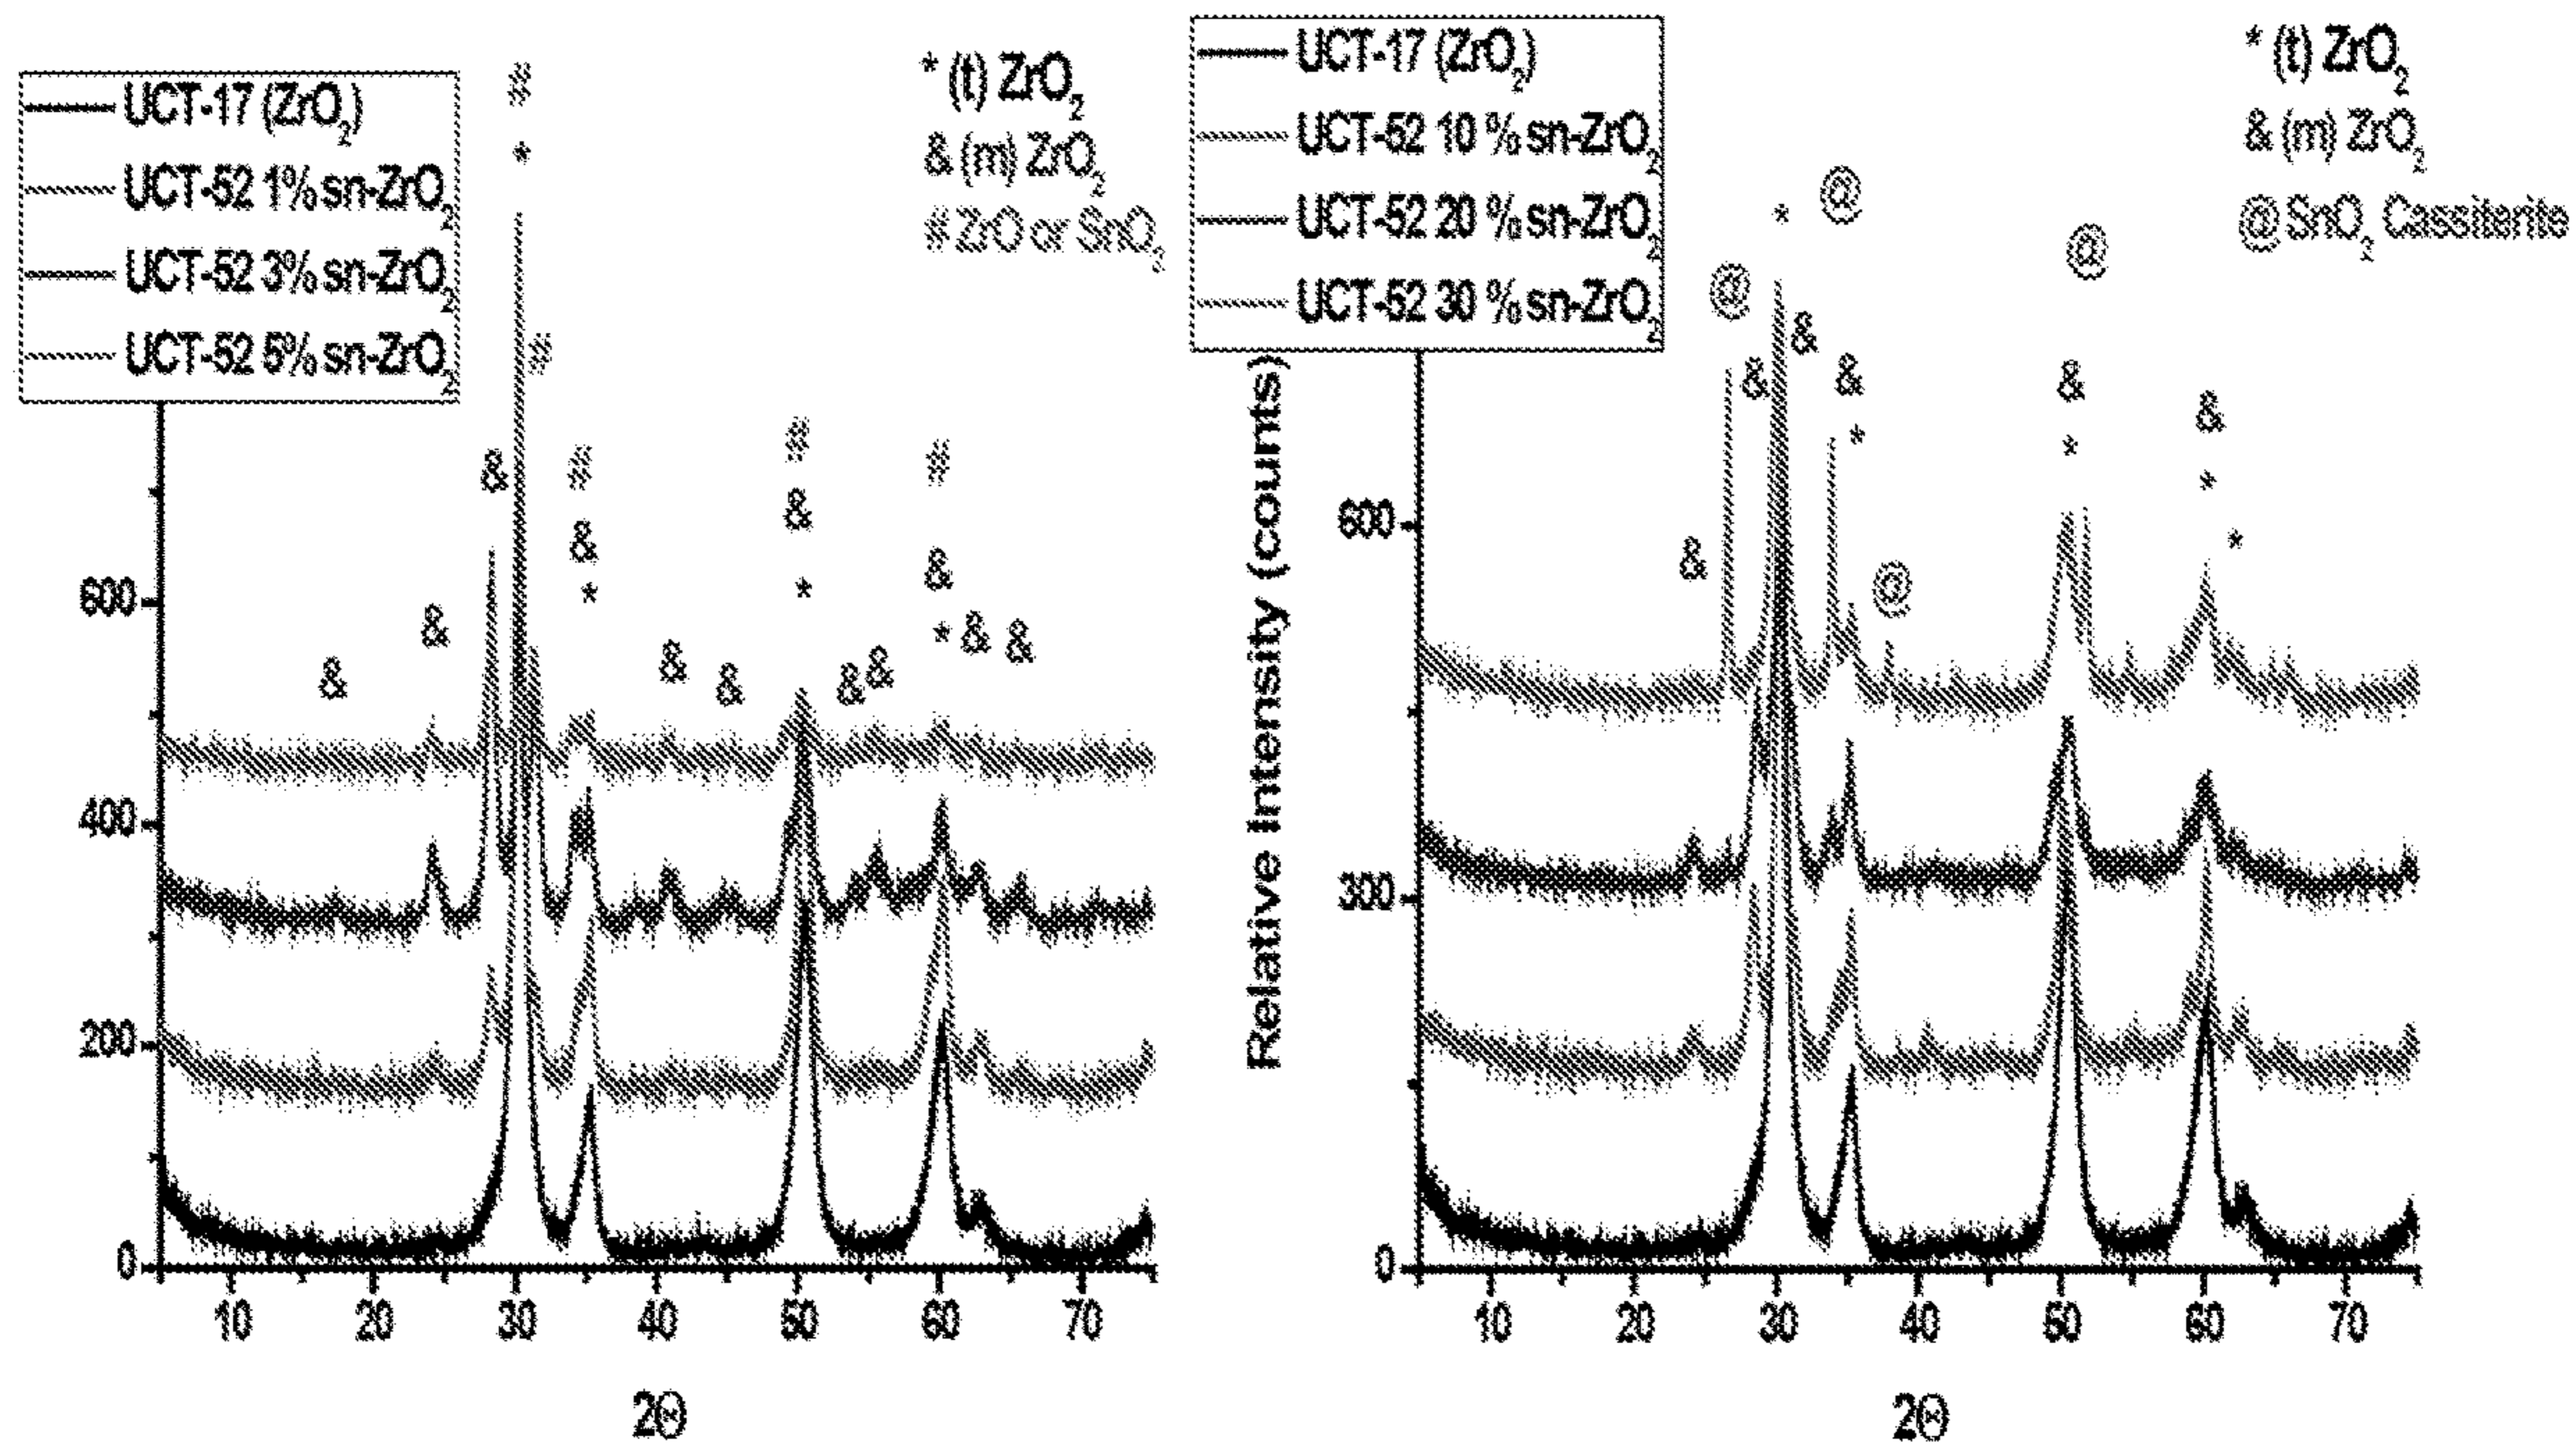 UCT-17 (ZrO₂)
UCT-52 1% sn-ZrO₂
UCT-52 3% sn-ZrO₂
UCT-52 5% sn-ZrO₂
* (t) ZrO₂
& (m) ZrO₂
# ZrO or SnO₃
#
*
#
&
#
&
*
#
&
*
#
&
*
&
&
&
&
&
&
&
&
600
400
200
0
10 20 30 40 50 60 70
2Θ
UCT-17 (ZrO₂)
UCT-52 10 % sn-ZrO₂
UCT-52 20 % sn-ZrO₂
UCT-52 30 % sn-ZrO₂
* (t) ZrO₂
& (m) ZrO₂
@ SnO₂ Cassiterite
@
*
@
@
&
&
&
*
&
*
&
*
*
&
@
Relative Intensity (counts)
600
300
0
10 20 30 40 50 60 70
2Θ